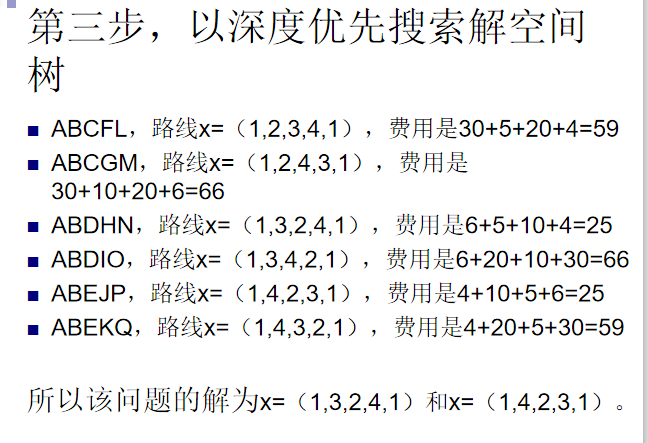 第三步，以深度优先搜索解空间
树
■ ABCFL，路线x=（1,2,3,4,1），费用是30+5+20+4=59
■ ABCGM，路线x=（1,2,4,3,1），费用是
30+10+20+6=66
■ ABDHN，路线x=（1,3,2,4,1），费用是6+5+10+4=25
■ ABDIO，路线x=（1,3,4,2,1），费用是6+20+10+30=66
■ ABEJP，路线x=（1,4,2,3,1），费用是4+10+5+6=25
■ ABEKQ，路线x=（1,4,3,2,1），费用是4+20+5+30=59
所以该问题的解为x=（1,3,2,4,1）和x=（1,4,2,3,1）。